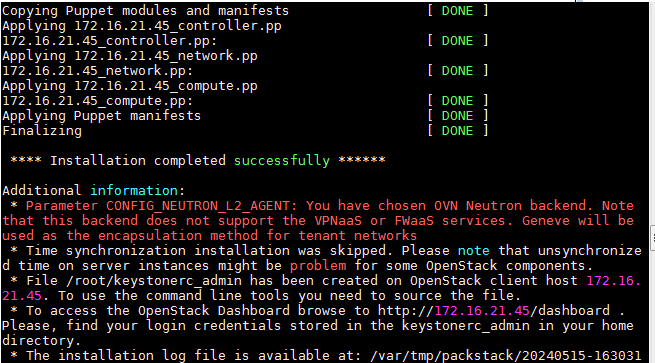 Copying Puppet modules and manifests [ DONE ]
Applying 172.16.21.45_controller.pp
172.16.21.45_controller.pp: [ DONE ]
Applying 172.16.21.45_network.pp
172.16.21.45_network.pp: [ DONE ]
Applying 172.16.21.45_compute.pp
172.16.21.45_compute.pp: [ DONE ]
Applying Puppet manifests [ DONE ]
Finalizing [ DONE ]
**** Installation completed successfully ******
Additional information:
* Parameter CONFIG_NEUTRON_L2_AGENT: You have chosen OVN Neutron backend. Note
that this backend does not support the VPNaaS or FWaaS services. Geneve will be
used as the encapsulation method for tenant networks
* Time synchronization installation was skipped. Please note that unsynchronize
d time on server instances might be problem for some OpenStack components.
* File /root/keystonerc_admin has been created on OpenStack client host 172.16.
21.45. To use the command line tools you need to source the file.
* To access the OpenStack Dashboard browse to http://172.16.21.45/dashboard .
Please, find your login credentials stored in the keystonerc_admin in your home
directory.
* The installation log file is available at: /var/tmp/packstack/20240515-163031